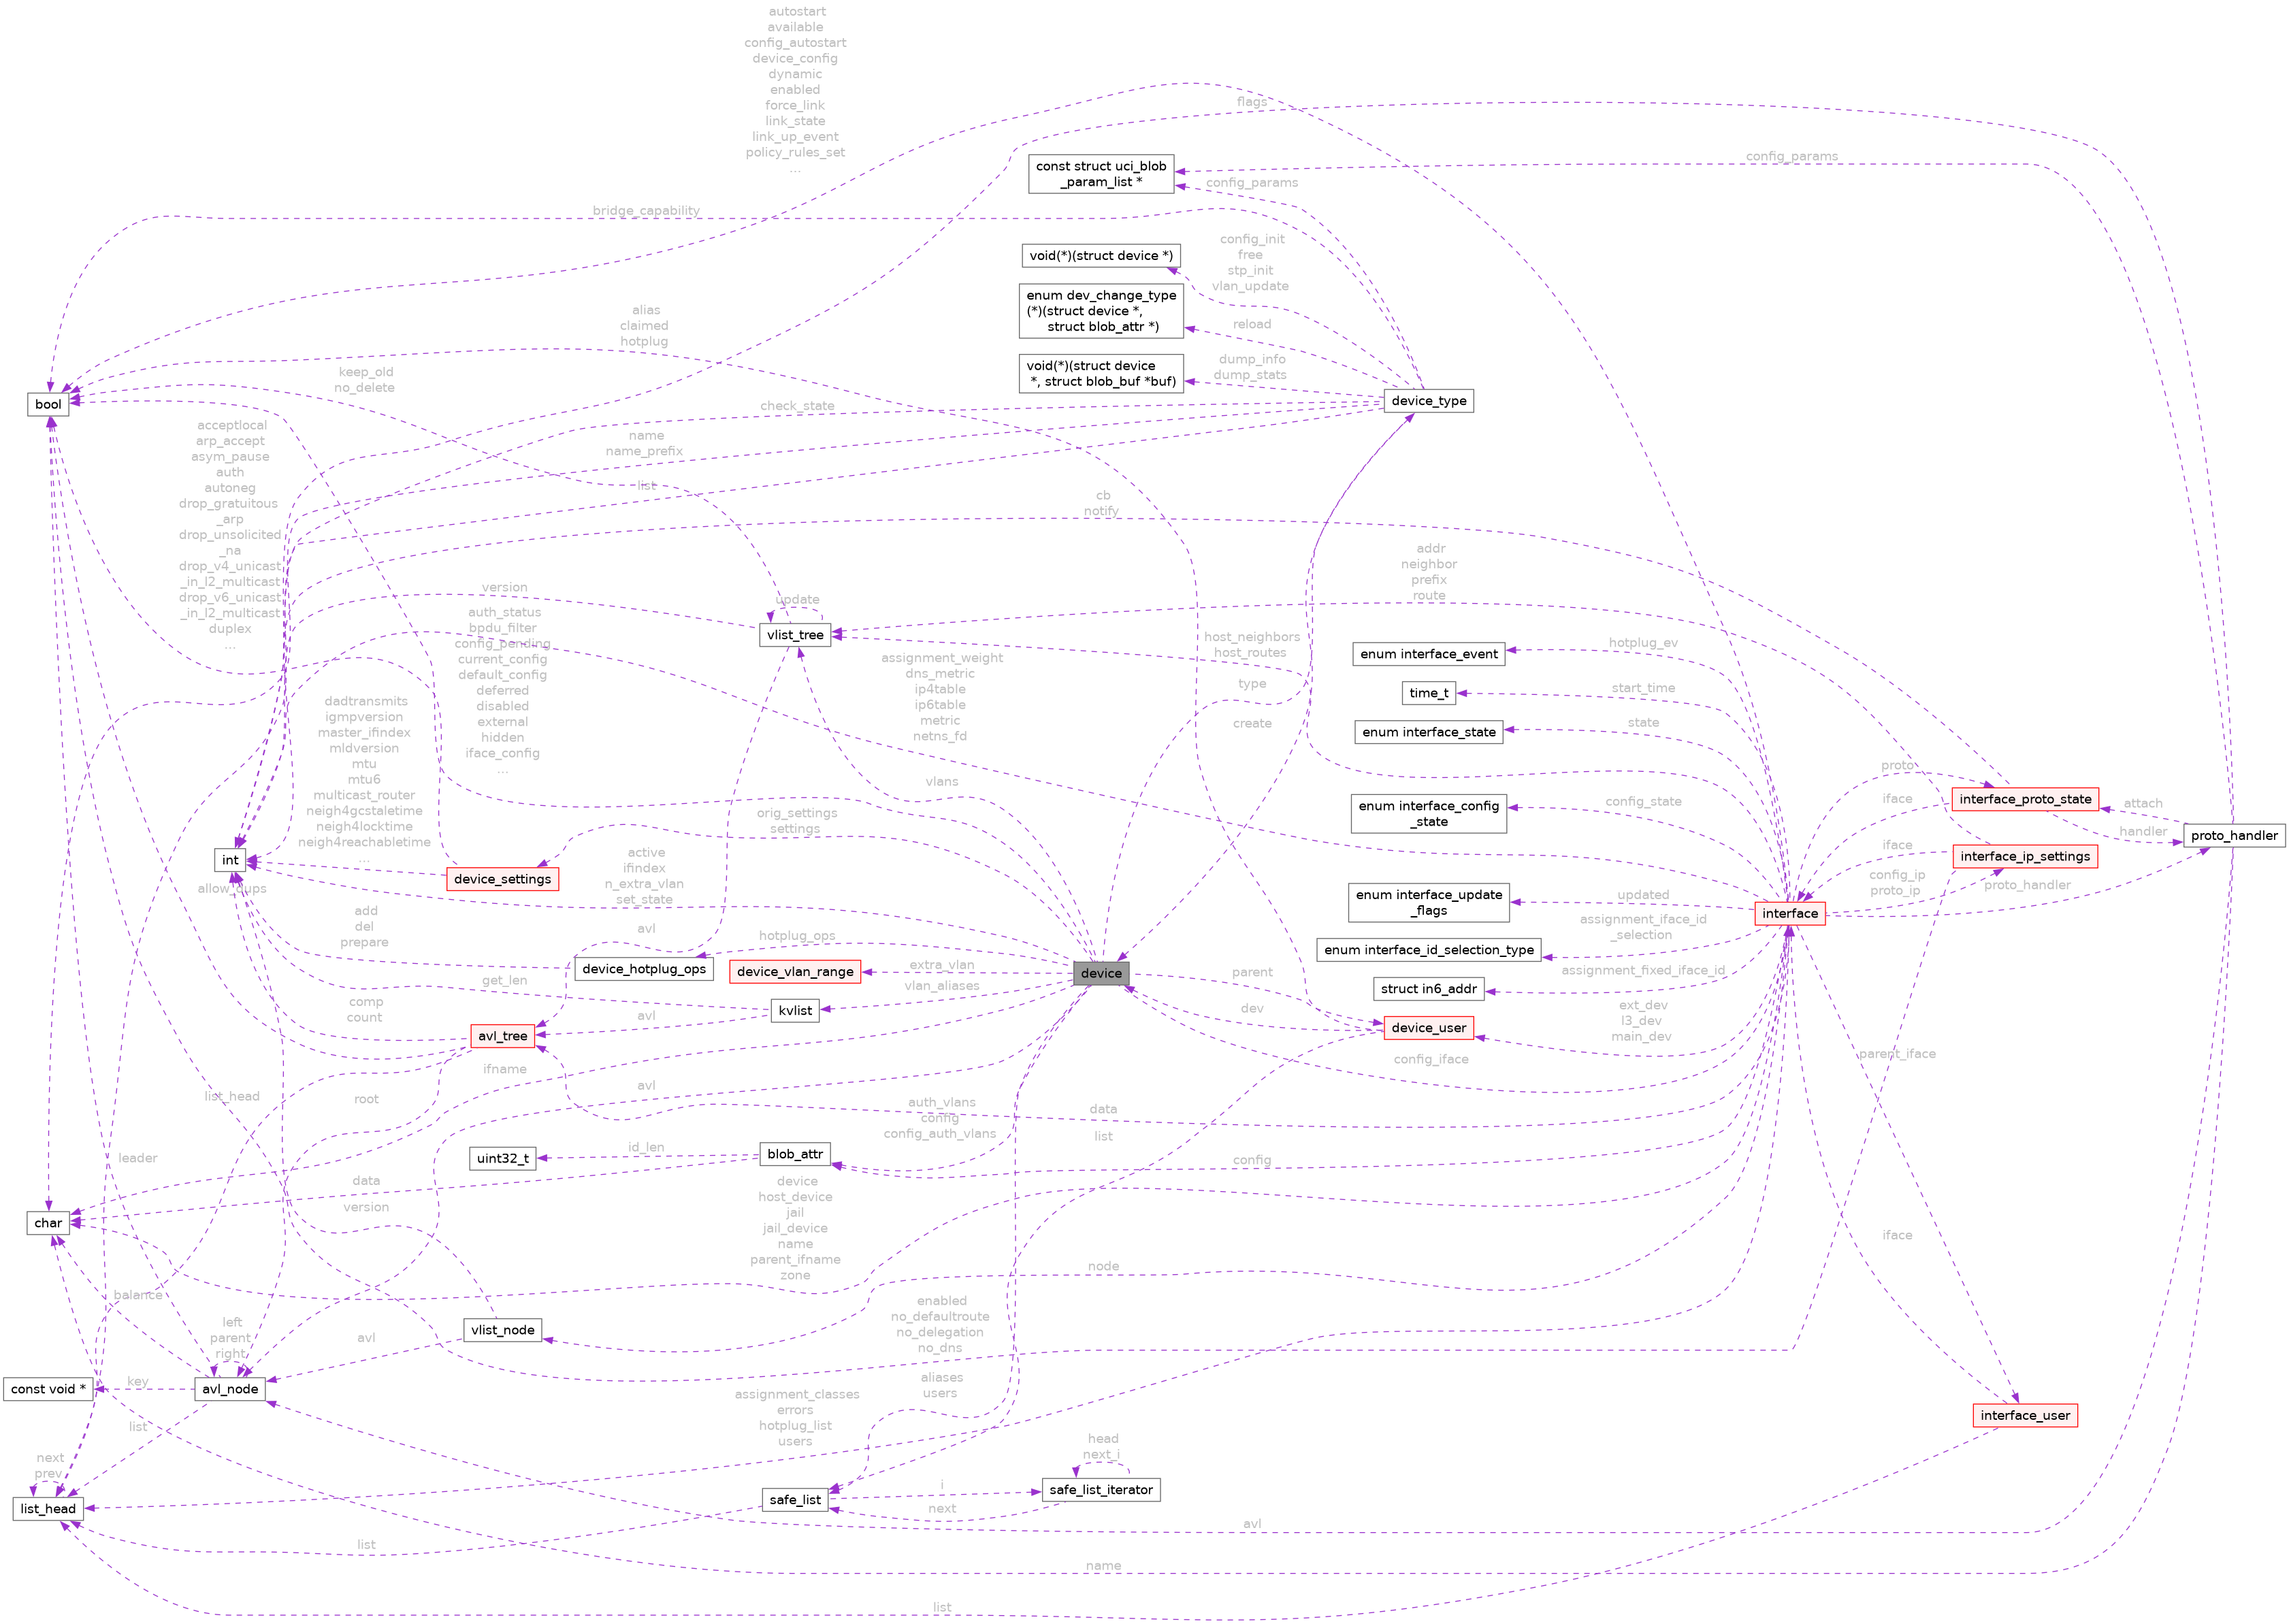 autostart
available
config_autostart
device_config
dynamic
enabled
force_link
link_state
link_up_event
policy_rules_set
...
flags
config_params
const struct uci_blob
_param_list *
config_params
bridge_capability
void(*)(struct device *)
config_init
free
stp_init
vlan_update
enum dev_change_type
(*)(struct device *,
struct blob_attr *)
reload
alias
claimed
hotplug
void(*)(struct device
*, struct blob_buf *buf)
dump_info
dump_stats
keep_old
no_delete
bool
check_state
device_type
name
name_prefix
acceptlocal
arp_accept
asym_pause
auth
autoneg
drop_gratuitous
_arp
drop_unsolicited
_na
drop_v4_unicast
_in_l2_multicast
drop_v6_unicast
_in_l2_multicast
duplex
...
list
cb
notify
addr
neighbor
prefix
route
version
update
vlist_tree
auth_status
bpdu_filter
config_pending
current_config
default_config
deferred
disabled
external
hidden
iface_config
...
host_neighbors
host_routes
enum interface_event
hotplug_ev
assignment_weight
dns_metric
ip4table
ip6table
metric
netns_fd
type
time_t
start_time
create
enum interface_state
state
dadtransmits
igmpversion
master_ifindex
mldversion
mtu
mtu6
multicast_router
neigh4gcstaletime
neigh4locktime
neigh4reachabletime
...
vlans
proto
interface_proto_state
iface
attach
enum interface_config
_state
config_state
orig_settings
settings
handler
proto_handler
int
device_settings
active
ifindex
n_extra_vlan
set_state
iface
interface_ip_settings
config_ip
proto_ip
proto_handler
allow_dups
enum interface_update
_flags
updated
interface
add
del
prepare
avl
assignment_iface_id
_selection
hotplug_ops
enum interface_id_selection_type
device_hotplug_ops
device_vlan_range
extra_vlan
device
parent
assignment_fixed_iface_id
get_len
vlan_aliases
struct in6_addr
comp
count
kvlist
avl
dev
ext_dev
l3_dev
main_dev
avl_tree
device_user
parent_iface
config_iface
ifname
avl
list_head
root
auth_vlans
config
config_auth_vlans
data
list
uint32_t
id_len
blob_attr
config
leader
data
version
device
host_device
jail
jail_device
name
parent_ifname
zone
char
iface
node
balance
enabled
no_defaultroute
no_delegation
no_dns
left
parent
right
vlist_node
avl
const void *
key
avl_node
aliases
users
assignment_classes
errors
hotplug_list
users
interface_user
list
head
next_i
next
prev
list_head
safe_list
i
next
safe_list_iterator
avl
list
name
list